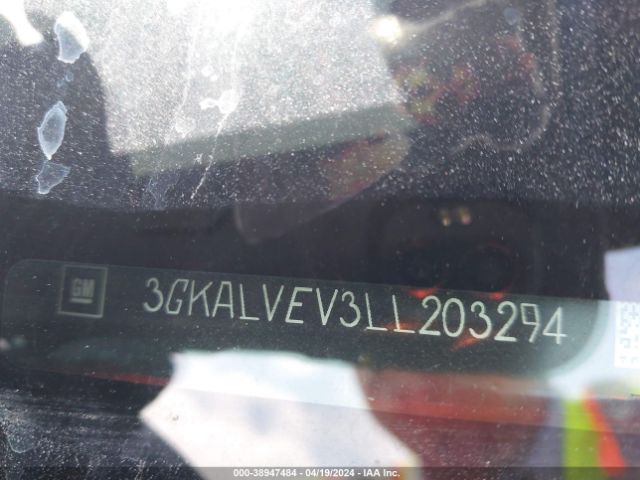 GM
3GKALVEV3LL203294
000-38947484 - 04/19/2024 - IAA Inc.